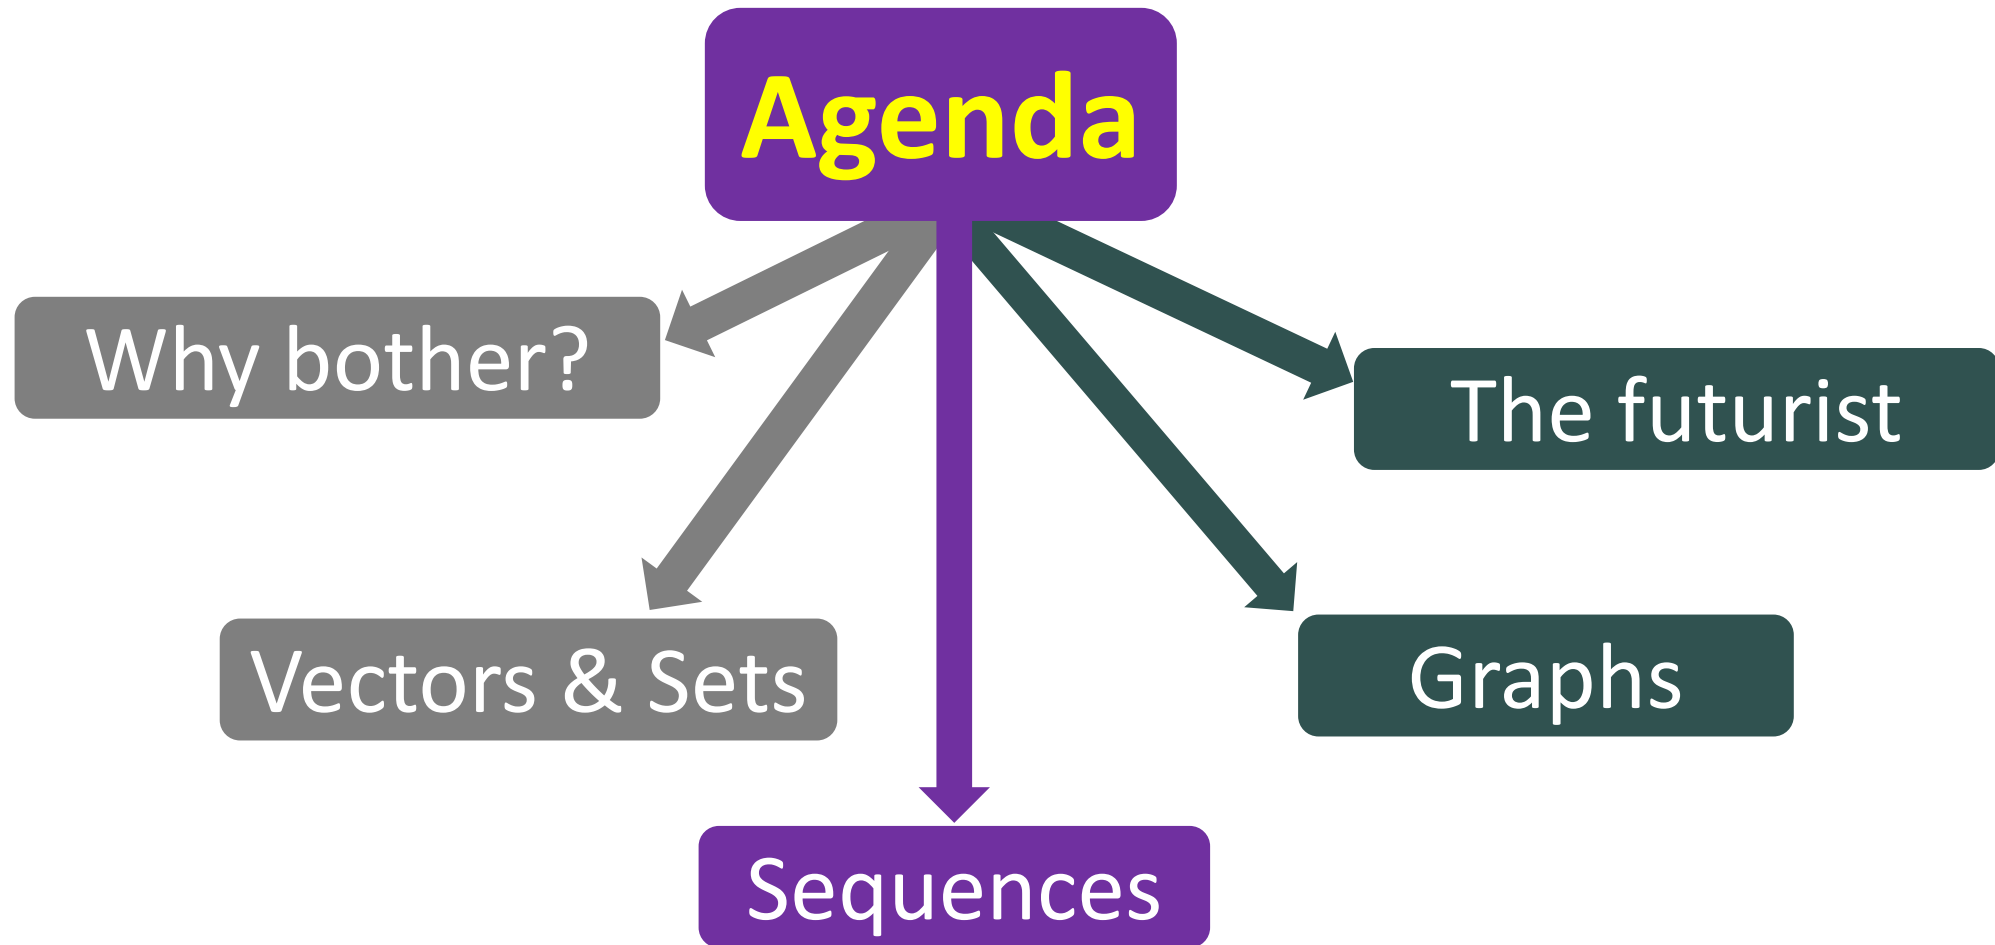 Agenda
Why bother?
The futurist
Vectors & Sets
Graphs
Sequences